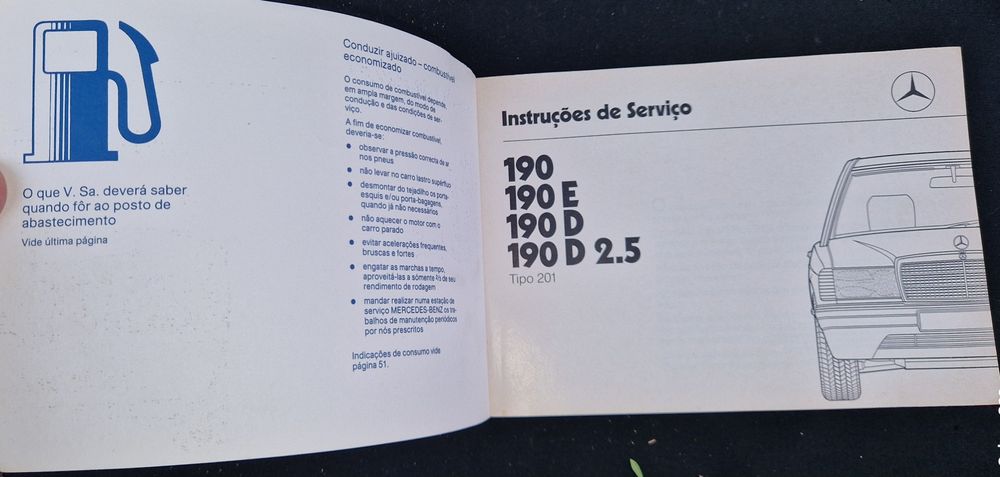 O que V. Sa. deverá saber
quando fôr ao posto de
abastecimento
Vide última página
Conduzir ajuizado – combustível
economizado
O consumo de combustível depende,
em ampla margem, do modo de
condução e das condições de ser-
viço.
A fim de economizar combustível,
deveria-se:
● observar a pressão correcta de ar
nos pneus
● não levar no carro lastro supérfluo
● desmontar do tejadilho os porta-
esquis e/ou porta-bagagens,
quando já não necessários
● não aquecer o motor com o
carro parado
● evitar acelerações frequentes,
bruscas e fortes
● engatar as marchas a tempo,
aproveitá-las a sòmente ⅔ de seu
rendimento de rodagem
● mandar realizar numa estação de
serviço MERCEDES-BENZ os tra-
balhos de manutenção periódicos
por nós prescritos
Indicações de consumo vide
página 51.
Instruções de Serviço
190
190 E
190 D
190 D 2.5
Tipo 201